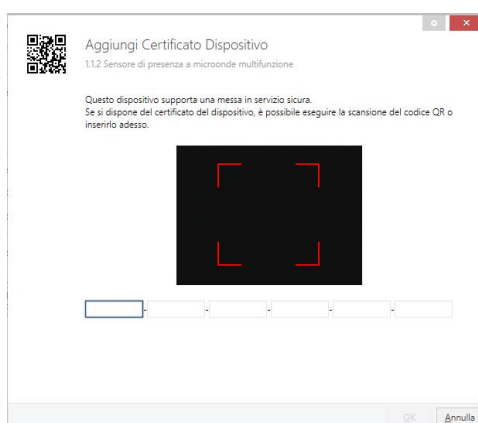 Aggiungi Certificato Dispositivo
1.1.2 Sensore di presenza a microonde multifunzione
Questo dispositivo supporta una messa in servizio sicura.
Se si dispone del certificato del dispositivo, è possibile eseguire la scansione del codice QR o
inserirlo adesso.
- - - - -
OK Annulla